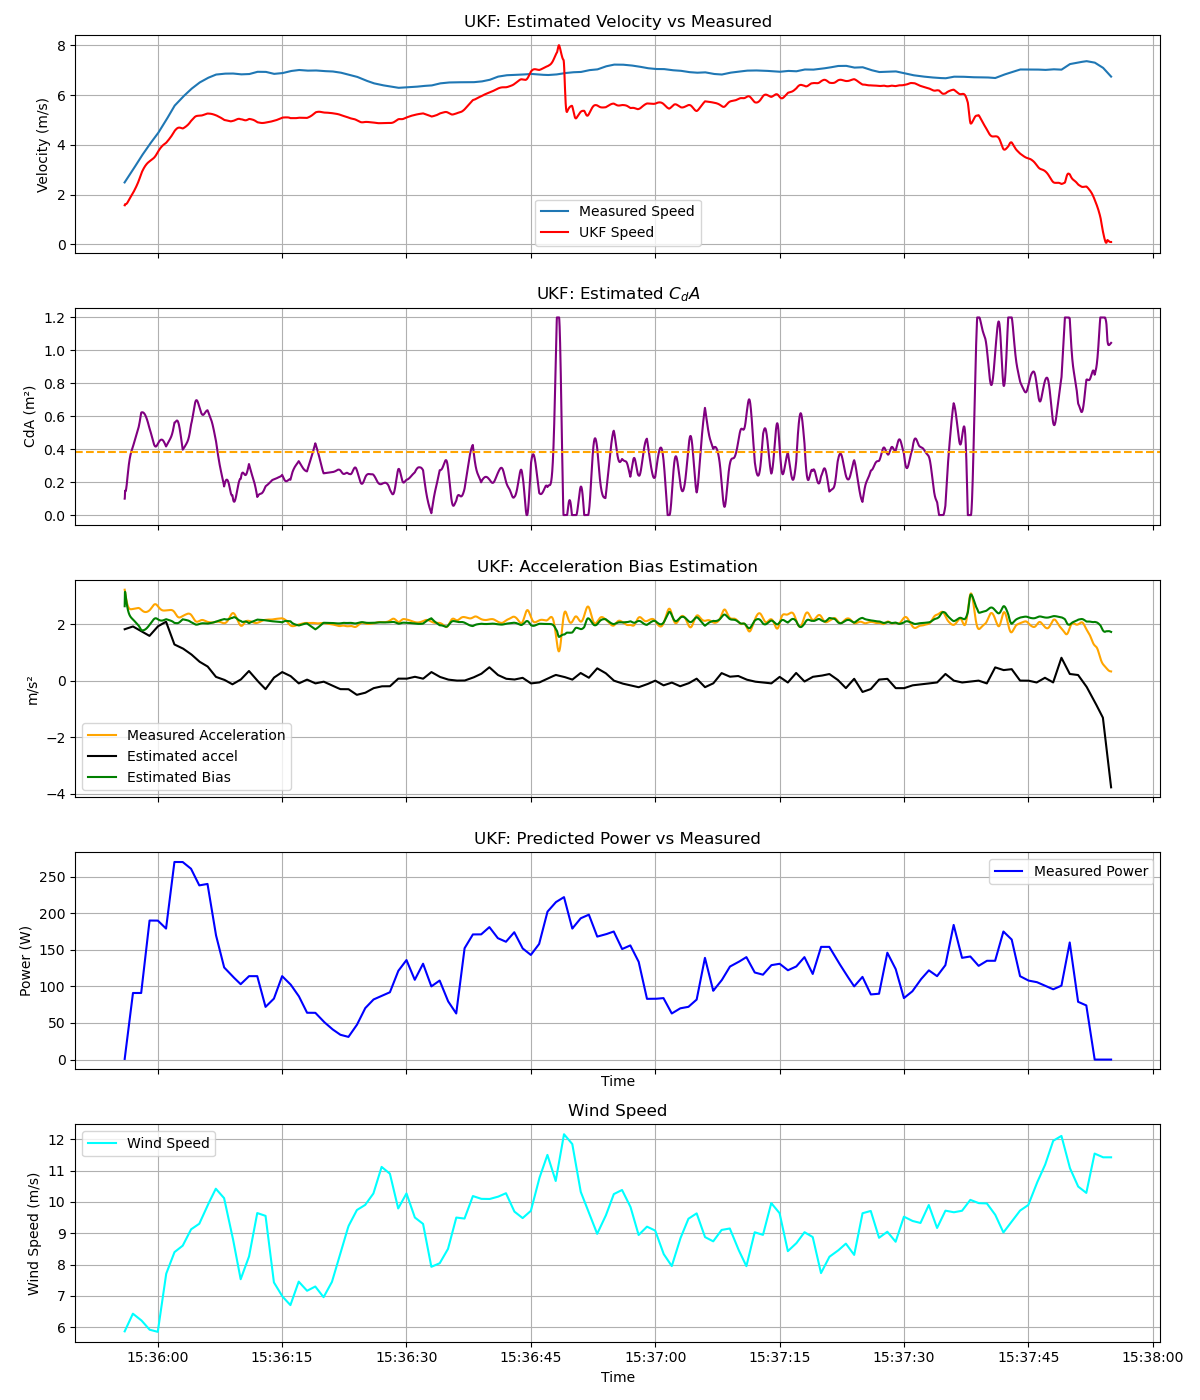 UKF: Estimated Velocity vs Measured
8
6
4
2
0
Velocity (m/s)
Measured Speed
UKF Speed
UKF: Estimated CdA
1.2
1.0
0.8
0.6
0.4
0.2
0.0
CdA (m²)
UKF: Acceleration Bias Estimation
2
0
−2
−4
m/s²
Measured Acceleration
Estimated accel
Estimated Bias
UKF: Predicted Power vs Measured
250
200
150
100
50
0
Power (W)
Measured Power
Time
Wind Speed
12
11
10
9
8
7
6
Wind Speed (m/s)
Wind Speed
15:36:00 15:36:15 15:36:30 15:36:45 15:37:00 15:37:15 15:37:30 15:37:45 15:38:00
Time